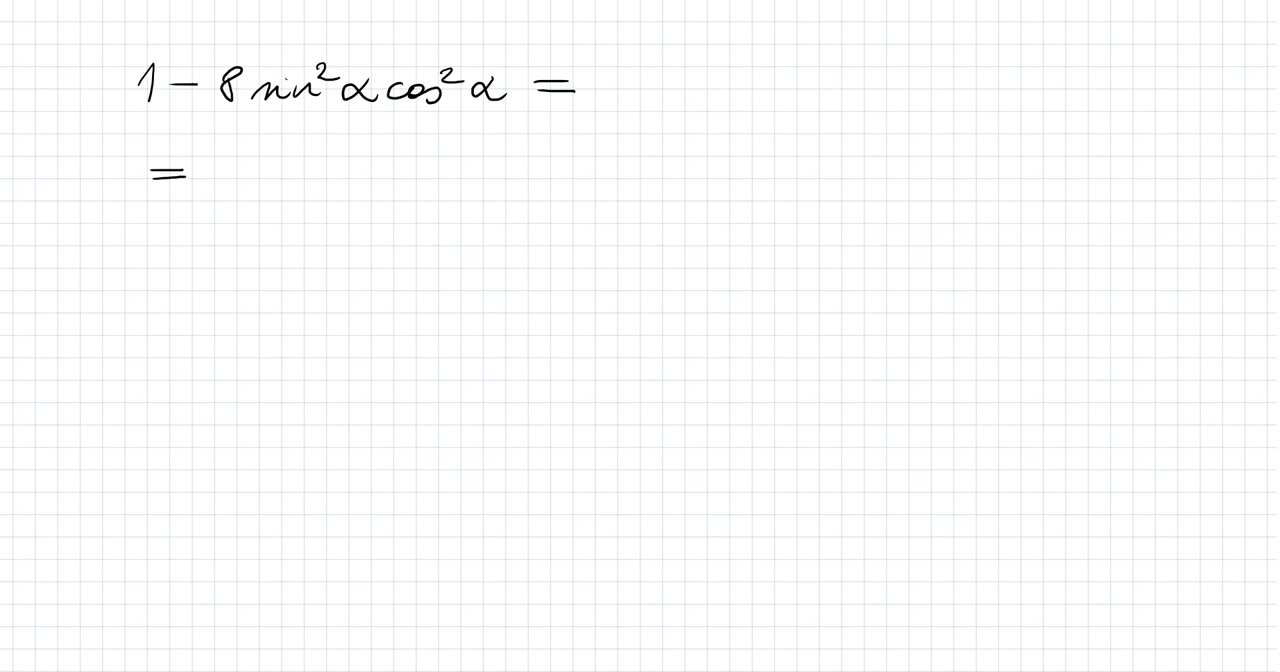 1 - 8 sin²α cos²α =
=